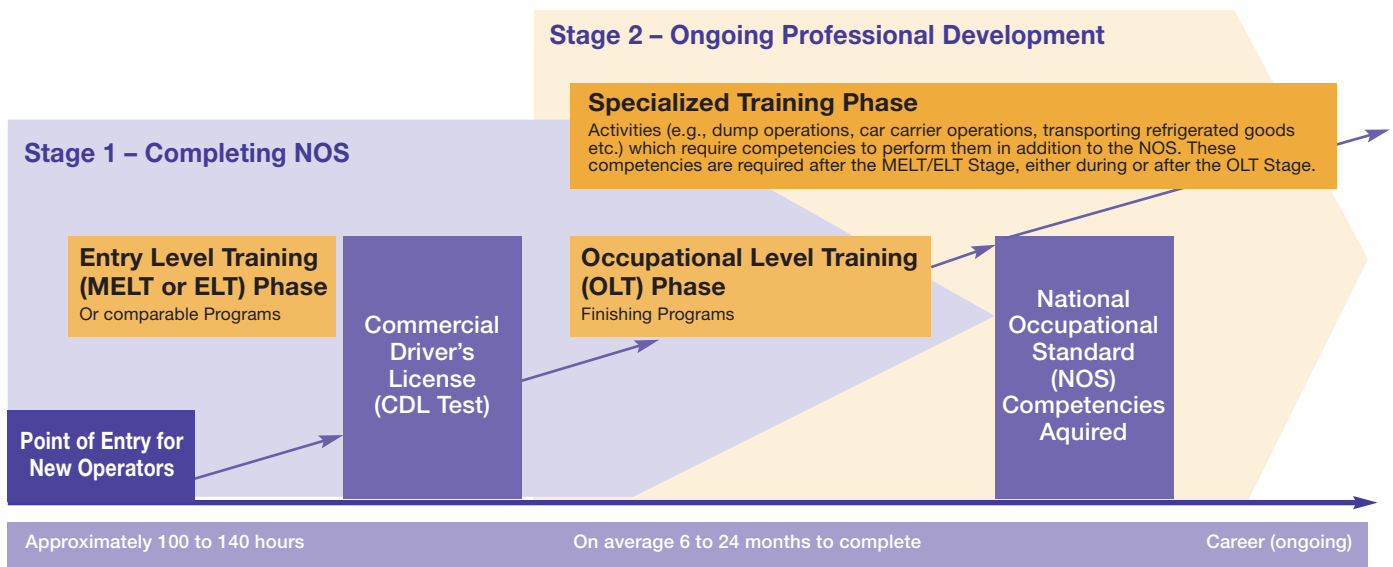 Stage 2 – Ongoing Professional Development
Specialized Training Phase
Activities (e.g., dump operations, car carrier operations, transporting refrigerated goods
etc.) which require competencies to perform them in addition to the NOS. These
competencies are required after the MELT/ELT Stage, either during or after the OLT Stage.
Stage 1 – Completing NOS
Entry Level Training
(MELT or ELT) Phase
Or comparable Programs
Commercial
Driver’s
License
(CDL Test)
Occupational Level Training
(OLT) Phase
Finishing Programs
National
Occupational
Standard
(NOS)
Competencies
Aquired
Point of Entry for
New Operators
Approximately 100 to 140 hours
On average 6 to 24 months to complete
Career (ongoing)